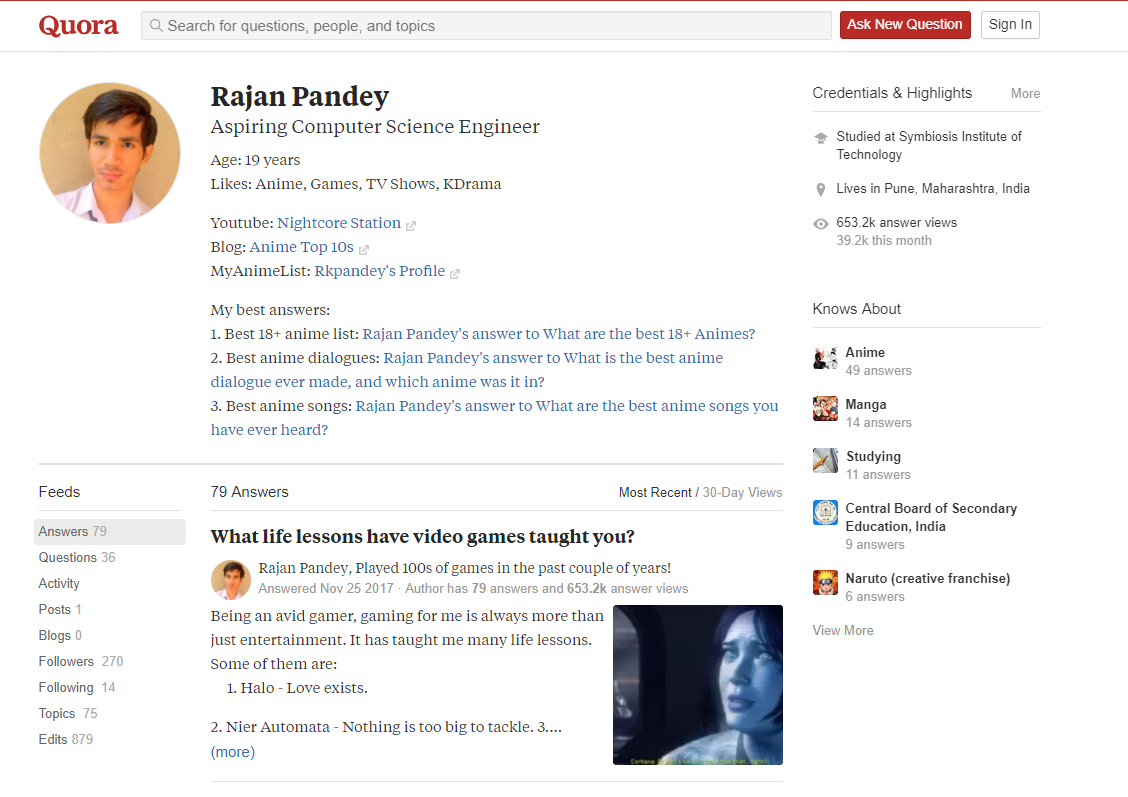 Quora
Search for questions, people, and topics
Ask New Question
Sign In
Rajan Pandey
Aspiring Computer Science Engineer
Age: 19 years
Likes: Anime, Games, TV Shows, KDrama
Youtube: Nightcore Station
Blog: Anime Top 10s
MyAnimeList: Rkpandey's Profile
My best answers:
1. Best 18+ anime list: Rajan Pandey's answer to What are the best 18+ Animes?
2. Best anime dialogues: Rajan Pandey's answer to What is the best anime
dialogue ever made, and which anime was it in?
3. Best anime songs: Rajan Pandey's answer to What are the best anime songs you
have ever heard?
Credentials & Highlights
More
Studied at Symbiosis Institute of
Technology
Lives in Pune, Maharashtra, India
653.2k answer views
39.2k this month
Knows About
Anime
49 answers
Manga
14 answers
Studying
11 answers
Central Board of Secondary
Education, India
9 answers
Naruto (creative franchise)
6 answers
View More
Feeds
Answers 79
Questions 36
Activity
Posts 1
Blogs 0
Followers 270
Following 14
Topics 75
Edits 879
79 Answers
Most Recent / 30-Day Views
What life lessons have video games taught you?
Rajan Pandey, Played 100s of games in the past couple of years!
Answered Nov 25 2017 · Author has 79 answers and 653.2k answer views
Being an avid gamer, gaming for me is always more than
just entertainment. It has taught me many life lessons.
Some of them are:
1. Halo - Love exists.
2. Nier Automata - Nothing is too big to tackle. 3....
(more)
Cortana: